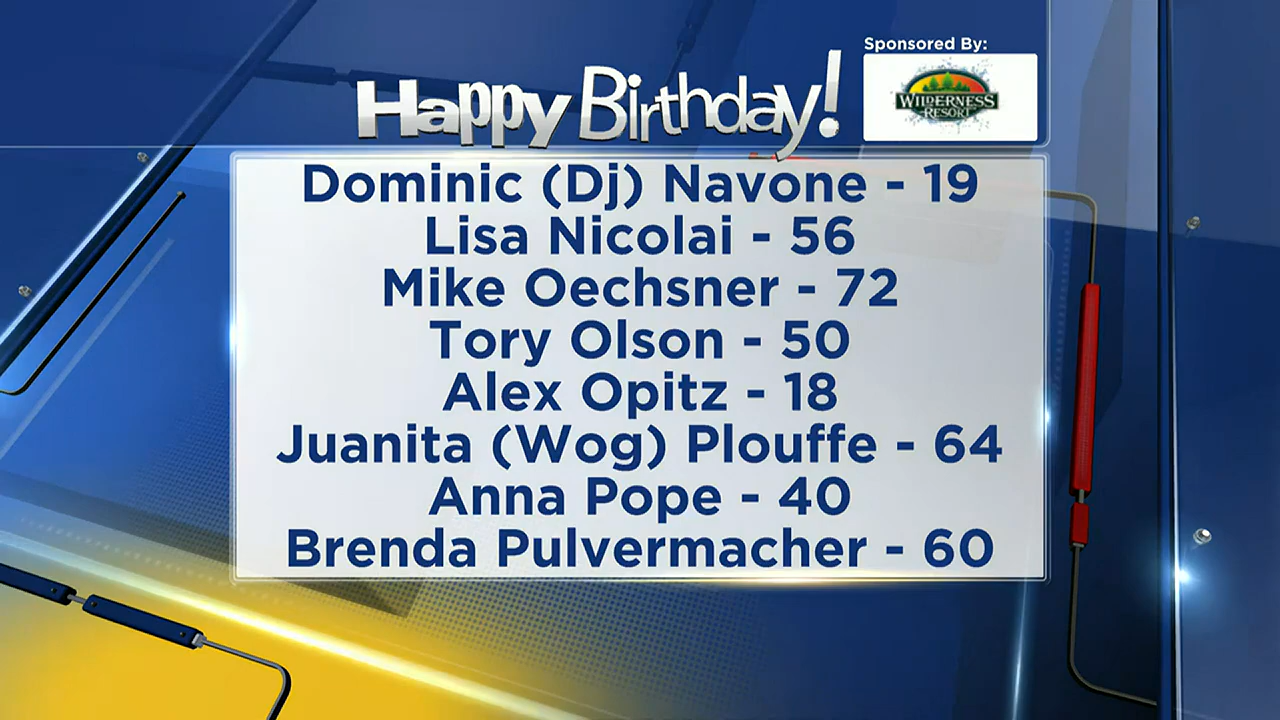 Sponsored By:
Happy Birthday!
WILDERNESS
RESORT
Dominic (Dj) Navone - 19
Lisa Nicolai - 56
Mike Oechsner - 72
Tory Olson - 50
Alex Opitz - 18
Juanita (Wog) Plouffe - 64
Anna Pope - 40
Brenda Pulvermacher - 60